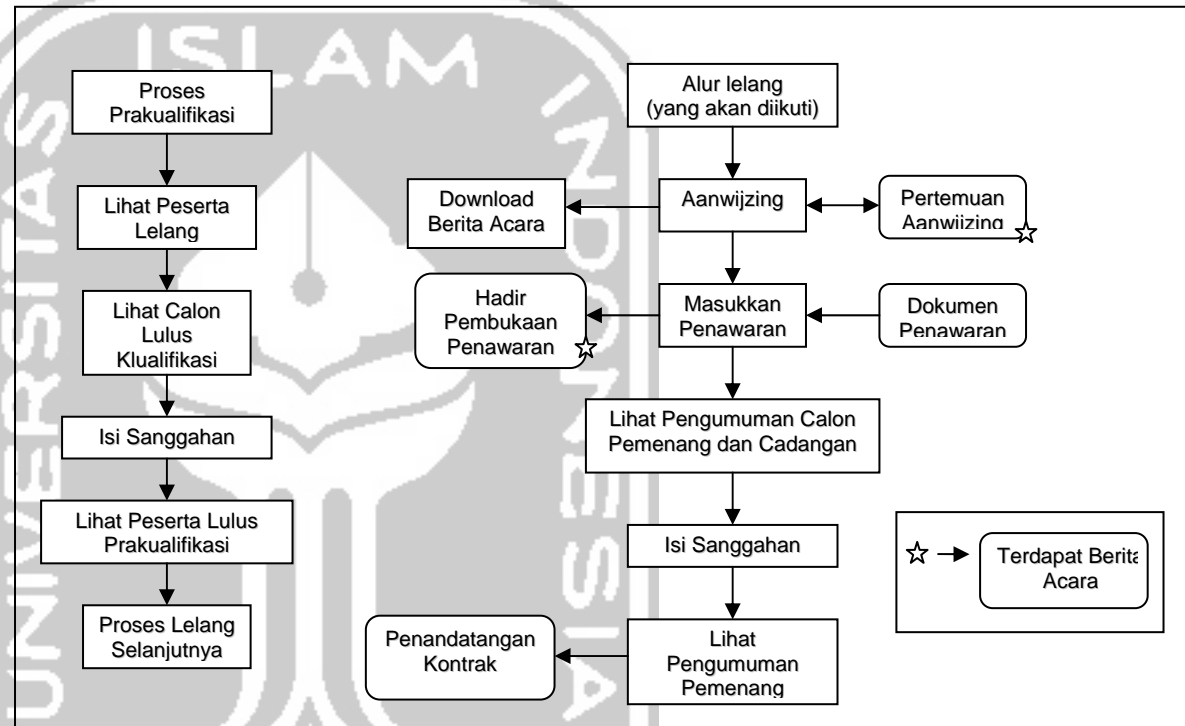 Proses
Prakualifikasi
Lihat Peserta
Lelang
Lihat Calon
Lulus
Klualifikasi
Isi Sanggahan
Lihat Peserta Lulus
Prakualifikasi
Proses Lelang
Selanjutnya
Alur lelang
(yang akan diikuti)
Download
Berita Acara
Aanwijzing
Pertemuan
Aanwijzing
Hadir
Pembukaan
Penawaran
Masukkan
Penawaran
Dokumen
Penawaran
Lihat Pengumuman Calon
Pemenang dan Cadangan
Isi Sanggahan
Penandatangan
Kontrak
Lihat
Pengumuman
Pemenang
Terdapat Berita
Acara
UNIVERSITAS
ISLAM
INDONESIA